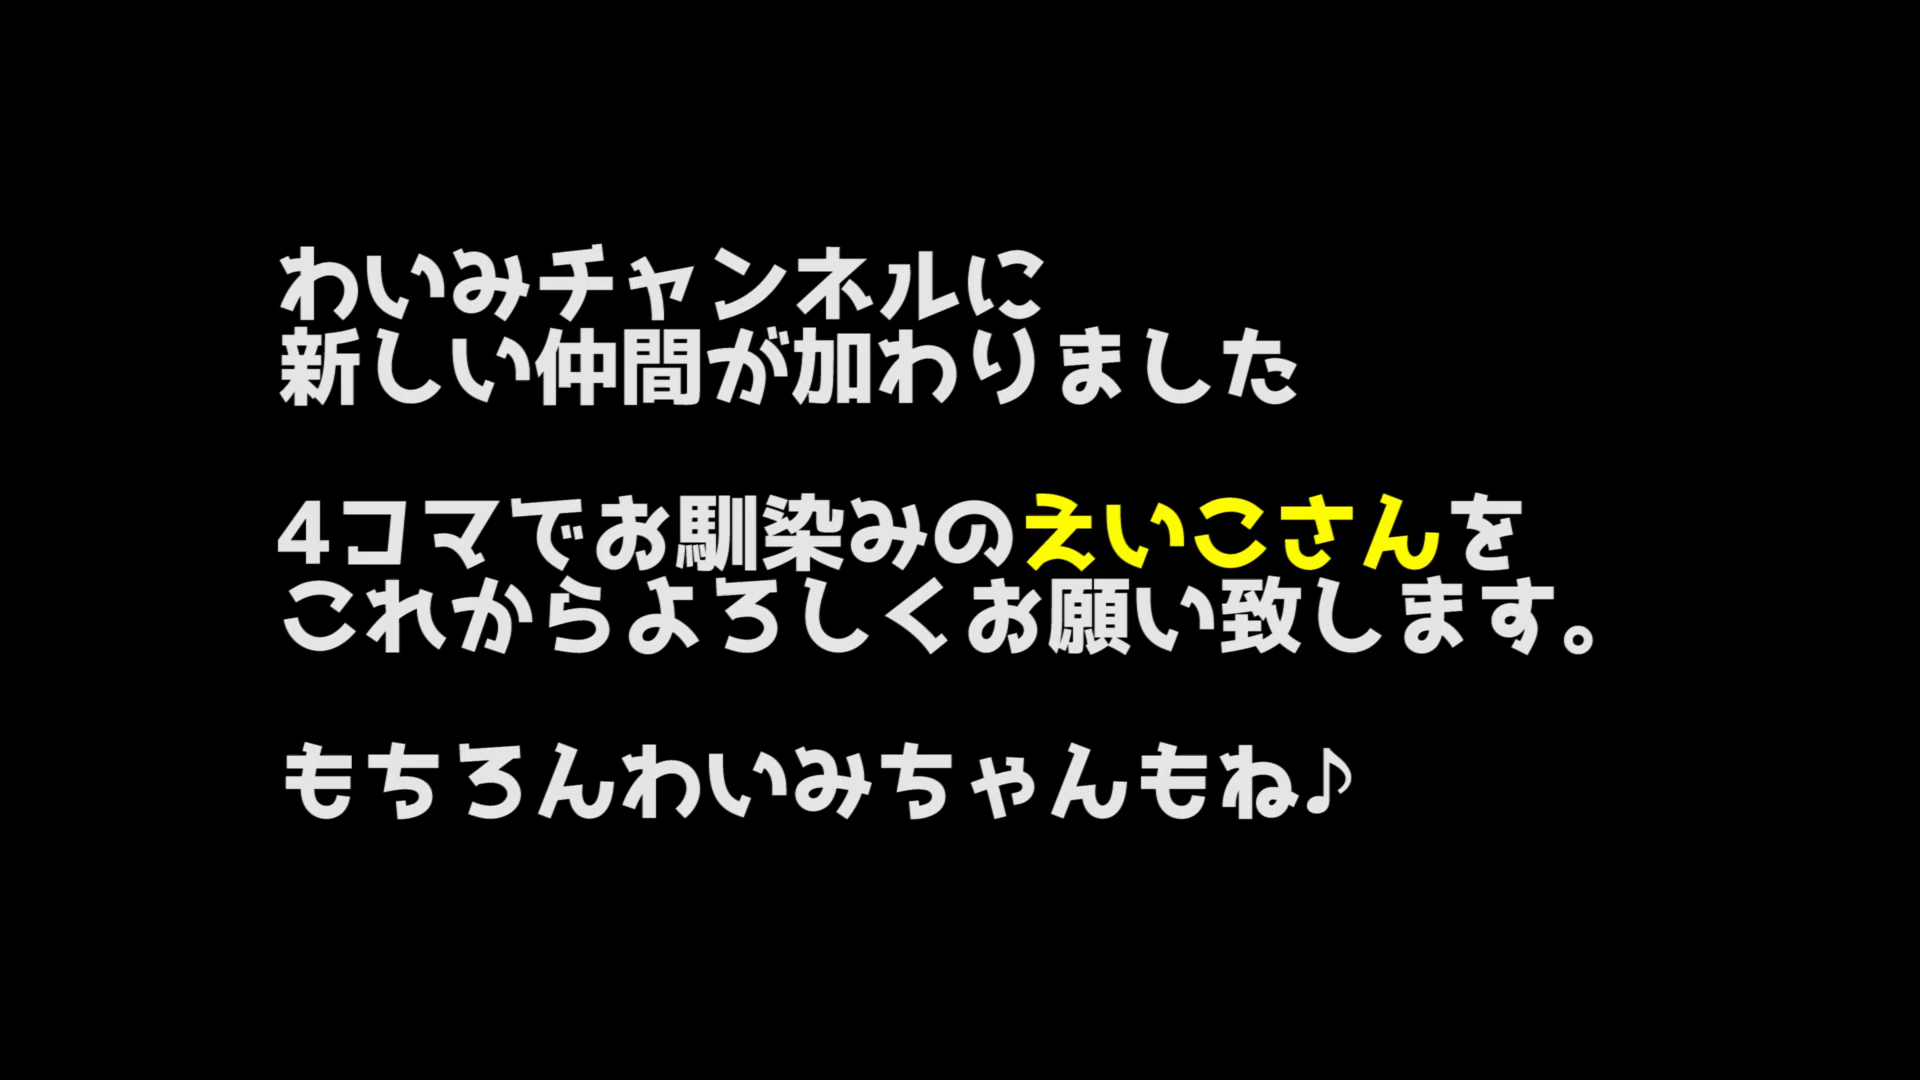 わいみチャンネルに
新しい仲間が加わりました
4コマでお馴染みのえいこさんを
これからよろしくお願い致します。
もちろんわいみちゃんもね♪